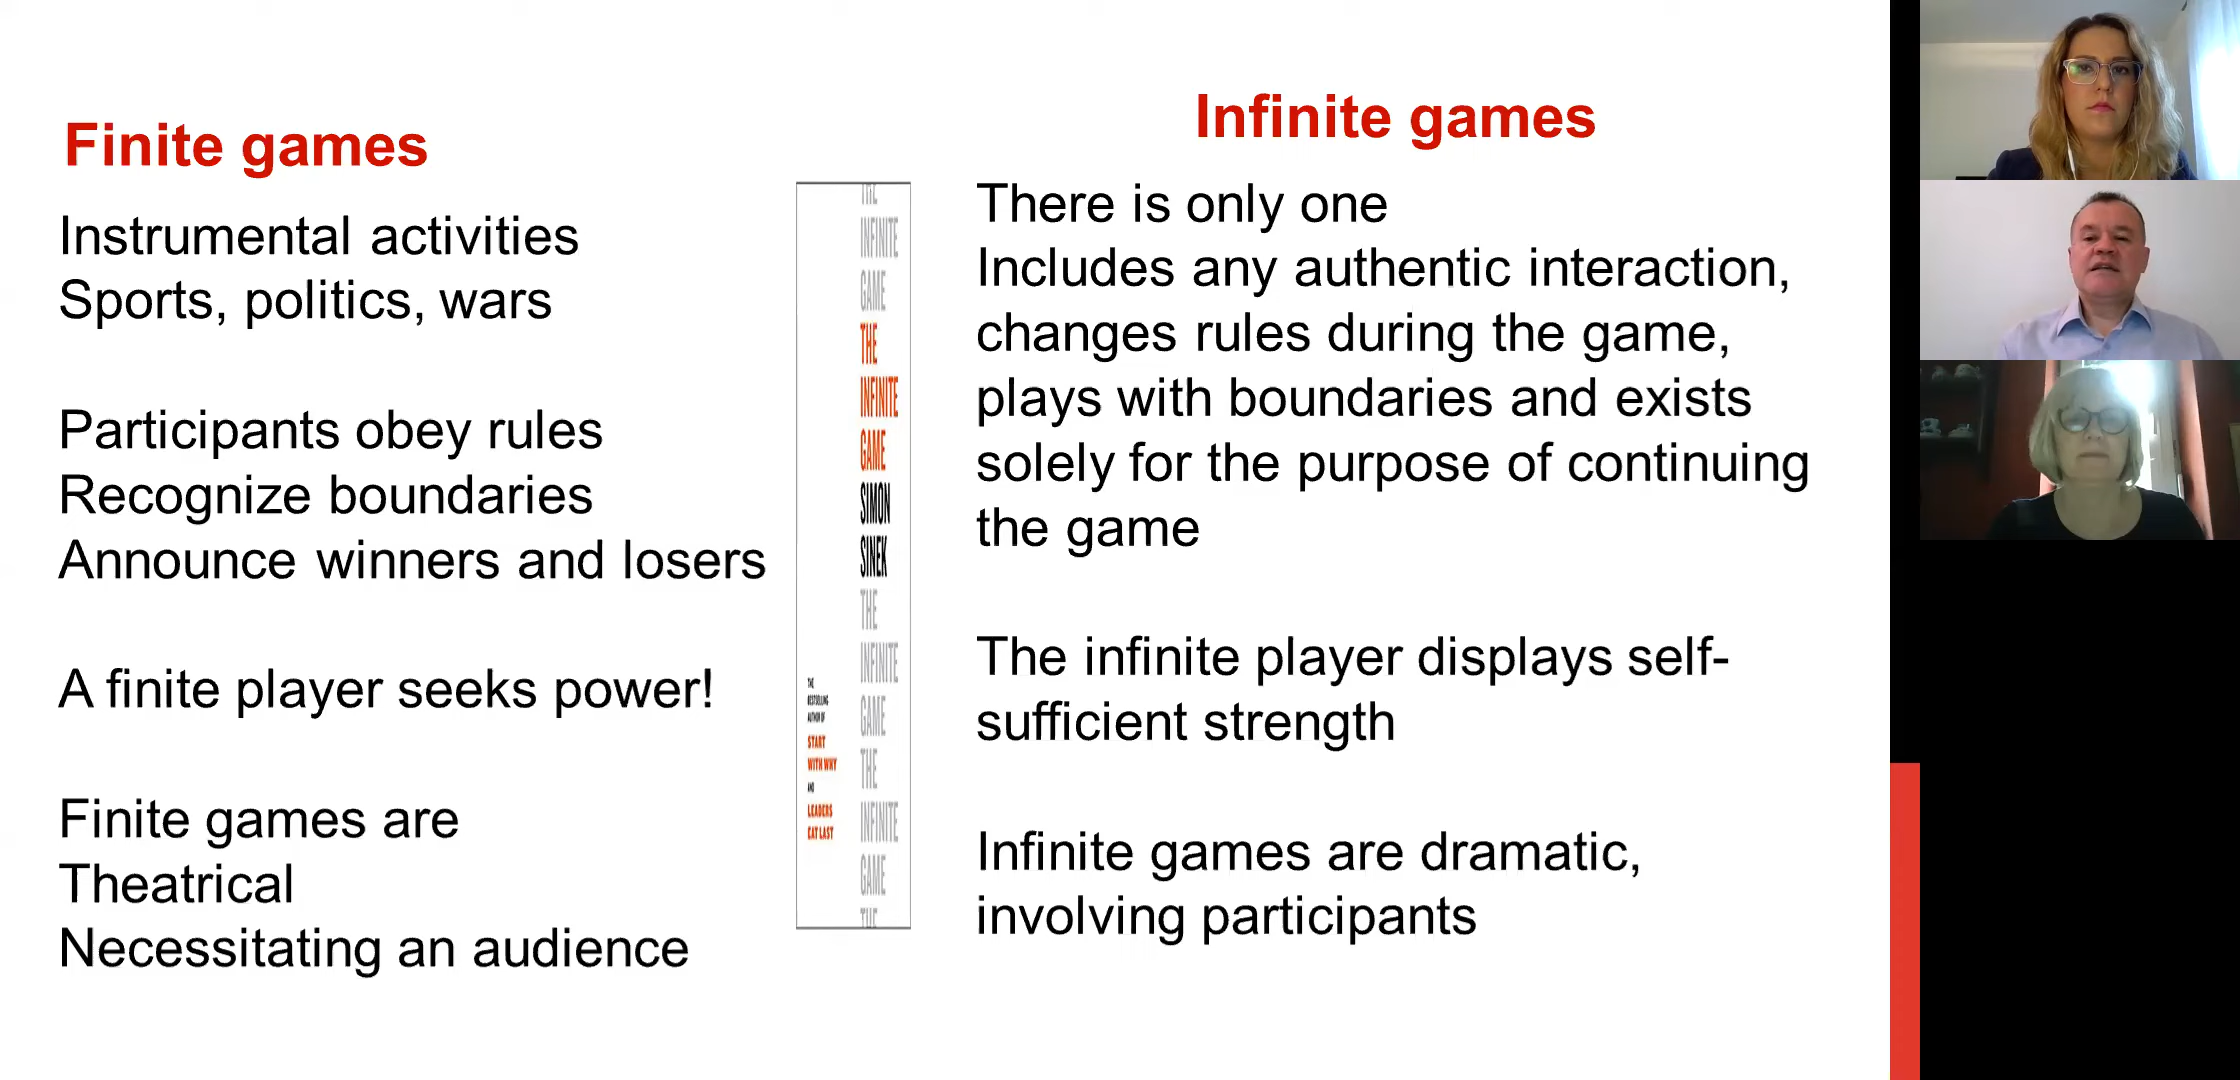 Finite games
Instrumental activities
Sports, politics, wars
Participants obey rules
Recognize boundaries
Announce winners and losers
A finite player seeks power!
Finite games are
Theatrical
Necessitating an audience
THE
INFINITE
GAME
THE
INFINITE
GAME
SIMON
SINEK
THE
INFINITE
GAME
THE
INFINITE
GAME
THE
THE
BESTSELLING
AUTHOR OF
START
WITH WHY
AND
LEADERS
EAT LAST
Infinite games
There is only one
Includes any authentic interaction,
changes rules during the game,
plays with boundaries and exists
solely for the purpose of continuing
the game
The infinite player displays self-
sufficient strength
Infinite games are dramatic,
involving participants